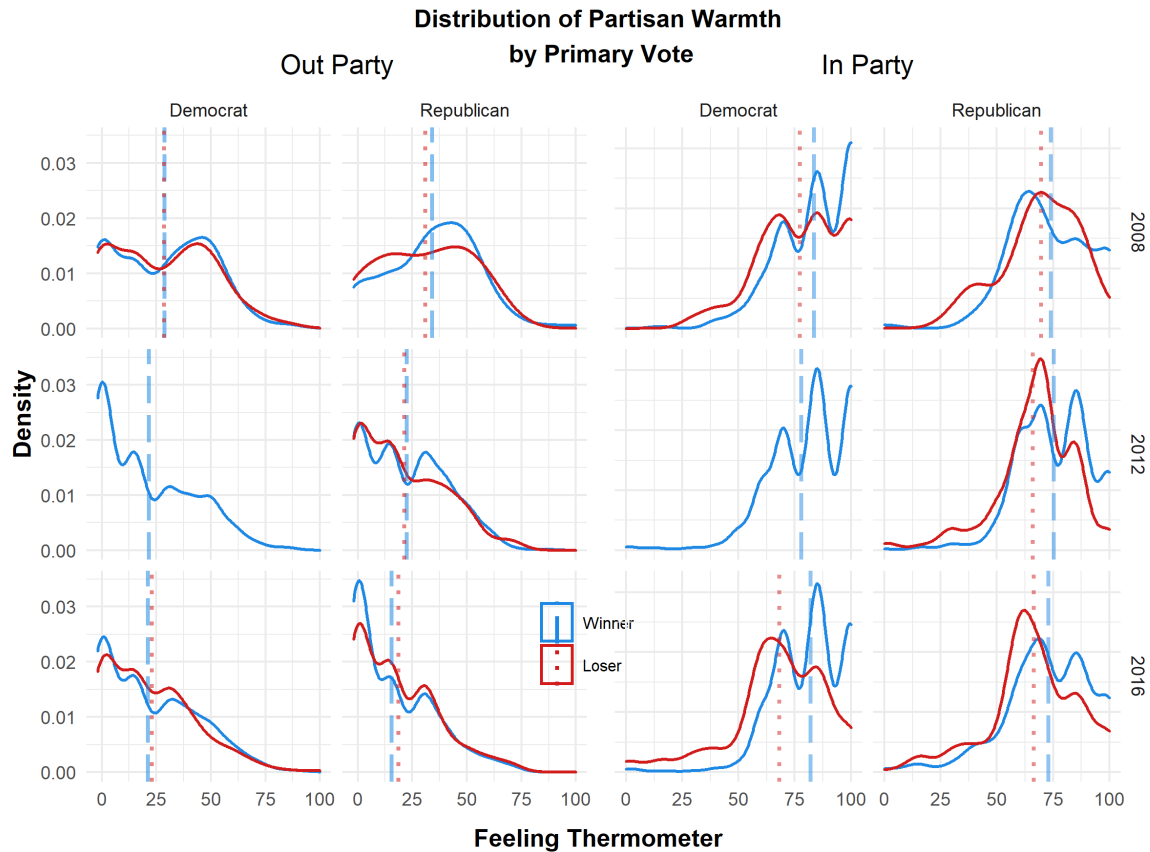 Distribution of Partisan Warmth
by Primary Vote
Out Party
In Party
Democrat
Republican
Democrat
Republican
0.03
0.02
0.01
0.00
2008
0.03
0.02
0.01
0.00
2012
0.03
0.02
0.01
0.00
2016
Density
Winner
Loser
0 25 50 75 100
0 25 50 75 100
0 25 50 75 100
0 25 50 75 100
Feeling Thermometer